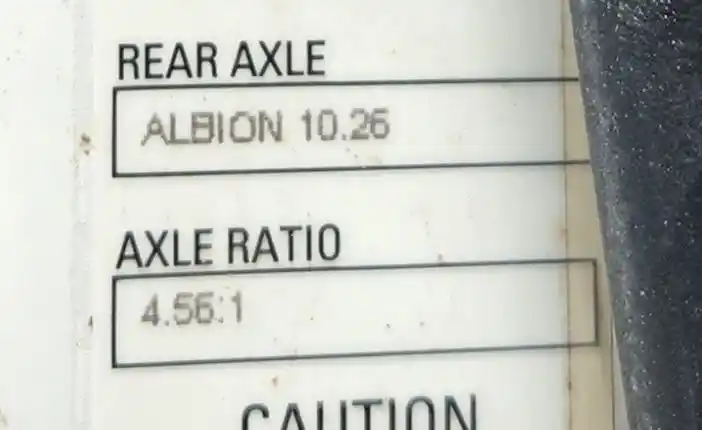 REAR AXLE
ALBION 10.26
AXLE RATIO
4.56:1
CAUTION